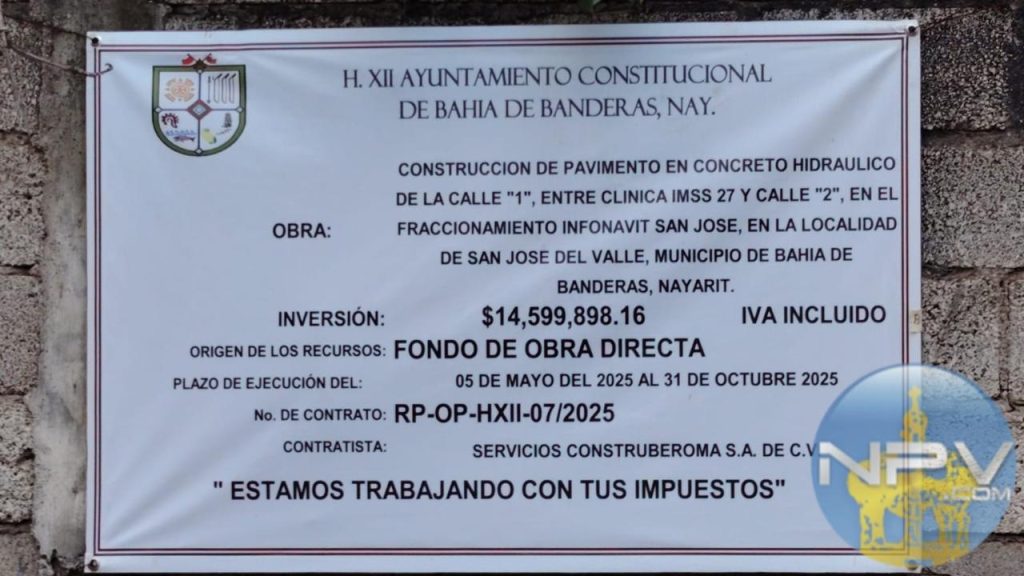 H. XII AYUNTAMIENTO CONSTITUCIONAL
DE BAHIA DE BANDERAS, NAY.
OBRA:
CONSTRUCCION DE PAVIMENTO EN CONCRETO HIDRAULICO
DE LA CALLE "1", ENTRE CLINICA IMSS 27 Y CALLE "2", EN EL
FRACCIONAMIENTO INFONAVIT SAN JOSE, EN LA LOCALIDAD
DE SAN JOSE DEL VALLE, MUNICIPIO DE BAHIA DE
BANDERAS, NAYARIT.
INVERSIÓN: $14,599,898.16 IVA INCLUIDO
ORIGEN DE LOS RECURSOS: FONDO DE OBRA DIRECTA
PLAZO DE EJECUCIÓN DEL: 05 DE MAYO DEL 2025 AL 31 DE OCTUBRE 2025
No. DE CONTRATO: RP-OP-HXII-07/2025
CONTRATISTA: SERVICIOS CONSTRUBEROMA S.A. DE C.V
" ESTAMOS TRABAJANDO CON TUS IMPUESTOS"
NPV
.COM